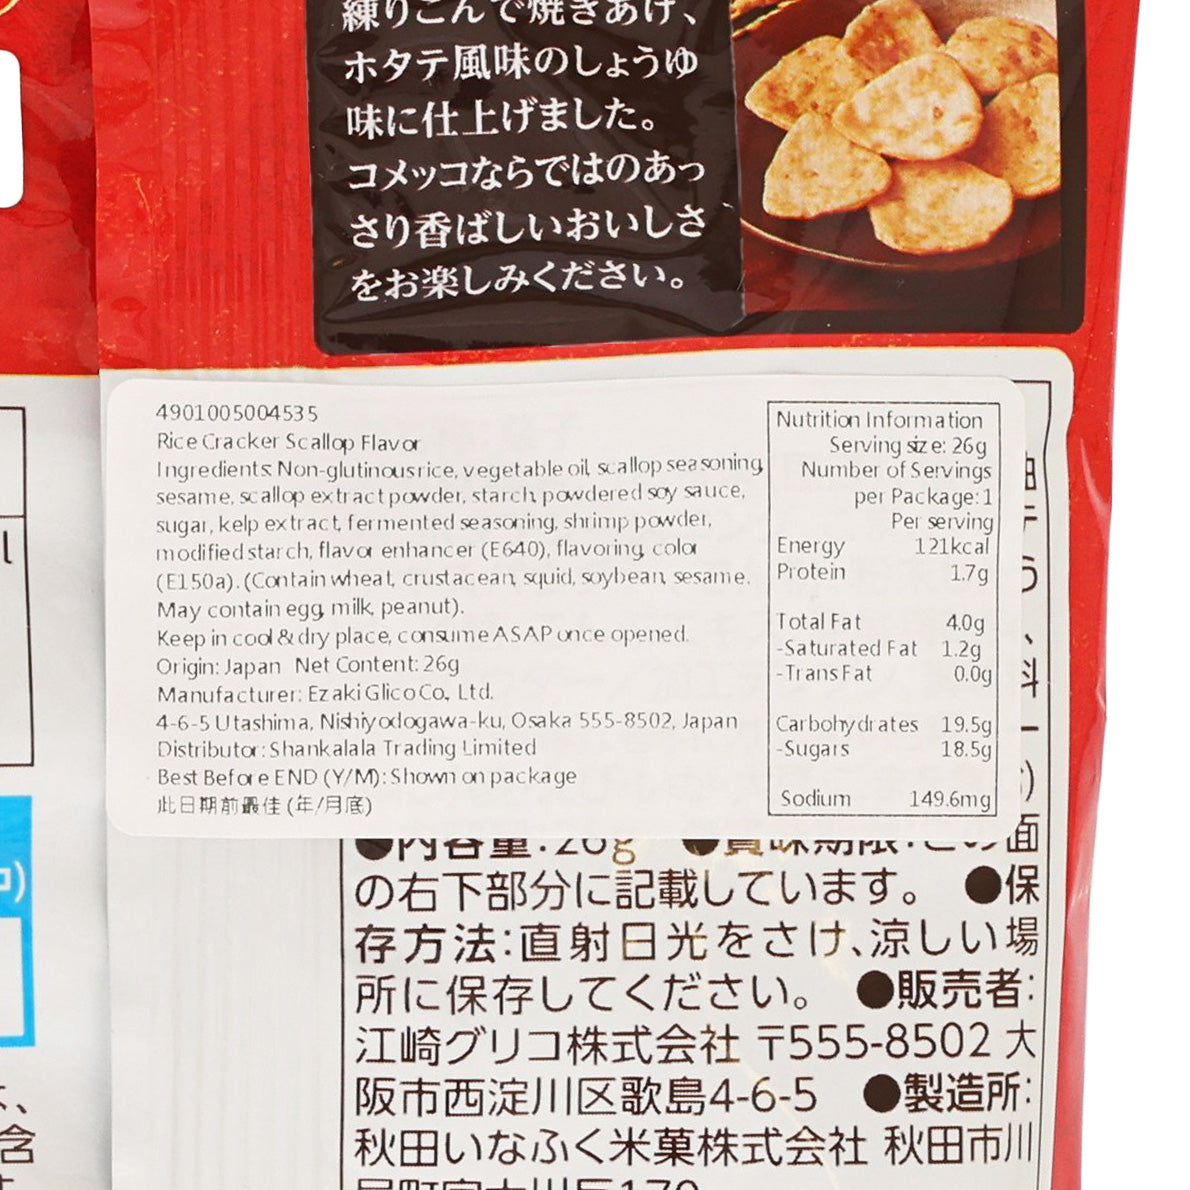 練りこんで焼きあげ、
ホタテ風味のしょうゆ
味に仕上げました。
コメッコならではのあっ
さり香ばしいおいしさ
をお楽しみください。
4901005004535
Rice Cracker Scallop Flavor
Ingredients: Non-glutinous rice, vegetable oil, scallop seasoning,
sesame, scallop extract powder, starch, powdered soy sauce,
sugar, kelp extract, fermented seasoning, shrimp powder,
modified starch, flavor enhancer (E640), flavoring, color
(E150a). (Contain wheat, crustacean, squid, soybean, sesame.
May contain egg, milk, peanut).
Keep in cool & dry place, consume ASAP once opened.
Origin: Japan Net Content: 26g
Manufacturer: Ezaki Glico Co., Ltd.
4-6-5 Utashima, Nishiyodogawa-ku, Osaka 555-8502, Japan
Distributor: Shankalala Trading Limited
Best Before END (Y/M): Shown on package
此日期前最佳 (年/月底)
Nutrition Information
Serving size: 26g
Number of Servings
per Package: 1
Per serving
Energy 121kcal
Protein 1.7g
Total Fat 4.0g
-Saturated Fat 1.2g
-Trans Fat 0.0g
Carbohydrates 19.5g
-Sugars 18.5g
Sodium 149.6mg
●内容量:26g ●賞味期限:この面
の右下部分に記載しています。 ●保
存方法:直射日光をさけ、涼しい場
所に保存してください。 ●販売者:
江崎グリコ株式会社 〒555-8502 大
阪市西淀川区歌島4-6-5 ●製造所:
秋田いなふく米菓株式会社 秋田市川